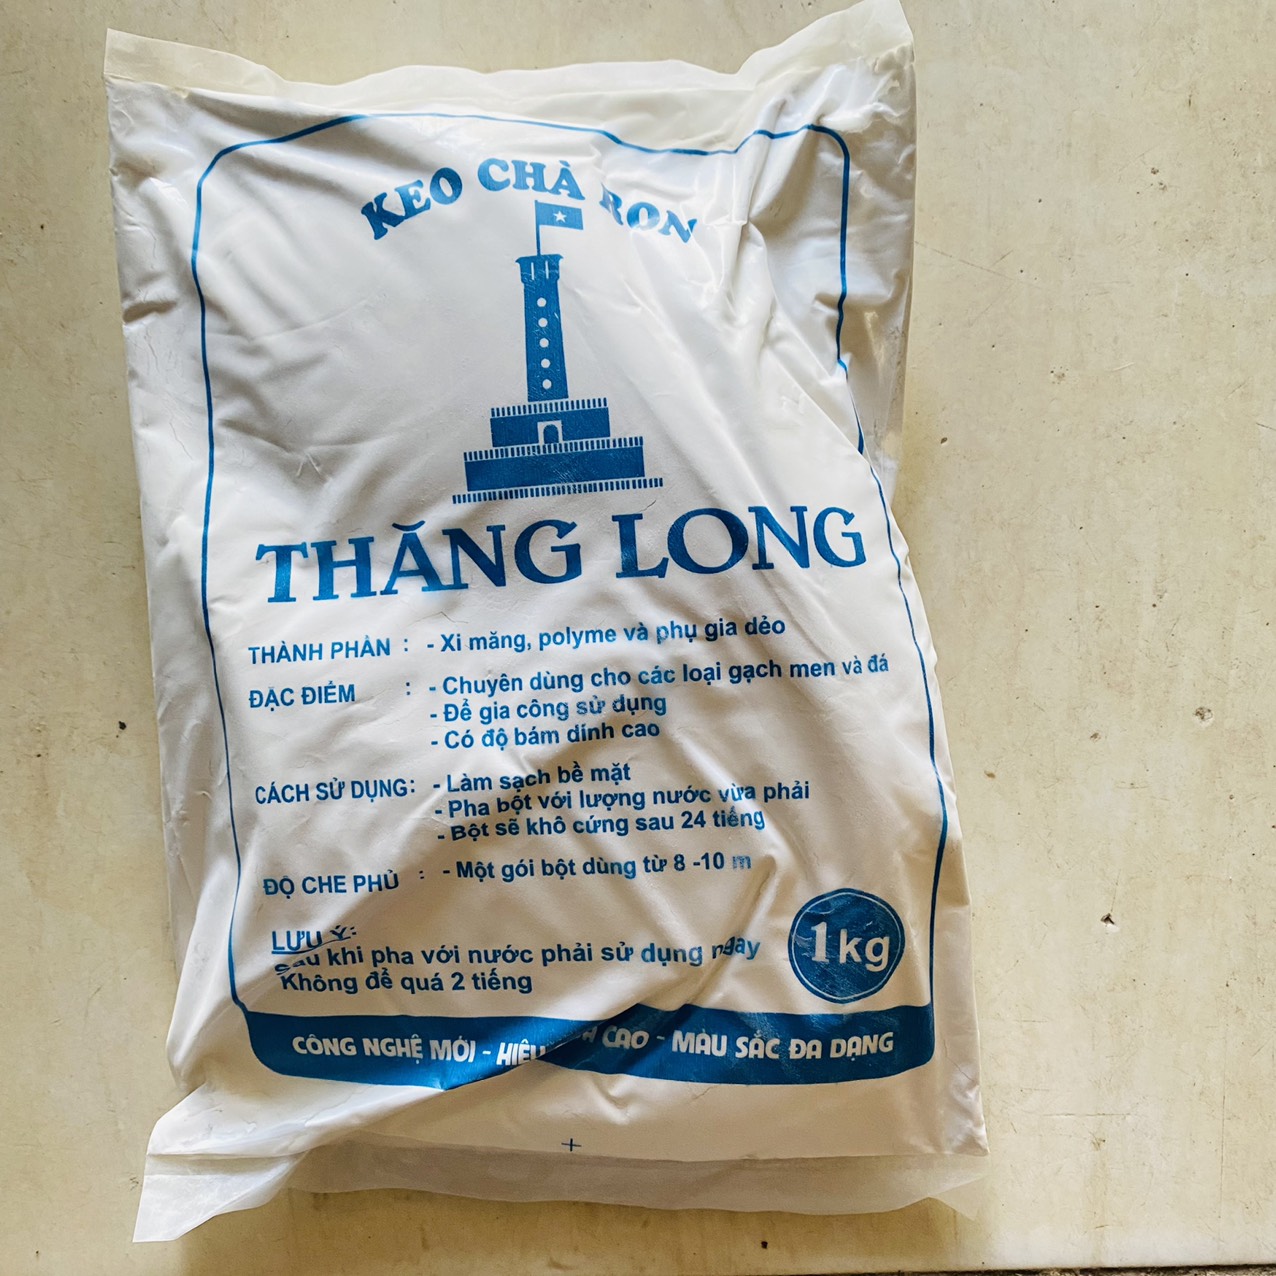 KEO CHÀ RON
THĂNG LONG
THÀNH PHẦN : - Xi măng, polyme và phụ gia dẻo
ĐẶC ĐIỂM : - Chuyên dùng cho các loại gạch men và đá
- Để gia công sử dụng
- Có độ bám dính cao
CÁCH SỬ DỤNG: - Làm sạch bề mặt
- Pha bột với lượng nước vừa phải
- Bột sẽ khô cứng sau 24 tiếng
ĐỘ CHE PHỦ : - Một gói bột dùng từ 8 -10 m
LƯU Ý:
Sau khi pha với nước phải sử dụng ngay
Không để quá 2 tiếng
1kg
CÔNG NGHỆ MỚI - CAO - MÀU SẮC ĐA DẠNG